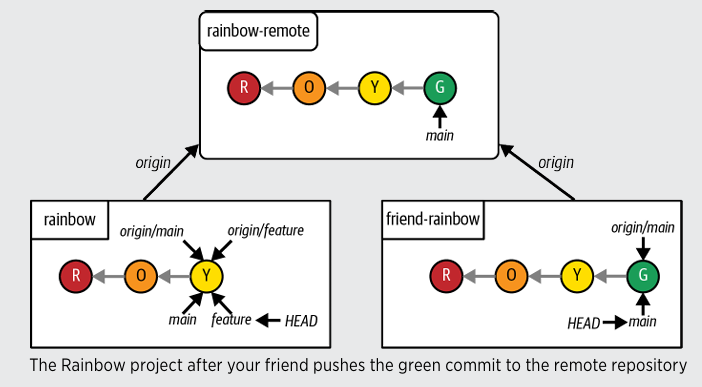 rainbow-remote
R O Y G
main
origin origin
rainbow
origin/main origin/feature
R O Y
main feature HEAD
friend-rainbow
origin/main
R O Y G
HEAD main
The Rainbow project after your friend pushes the green commit to the remote repository